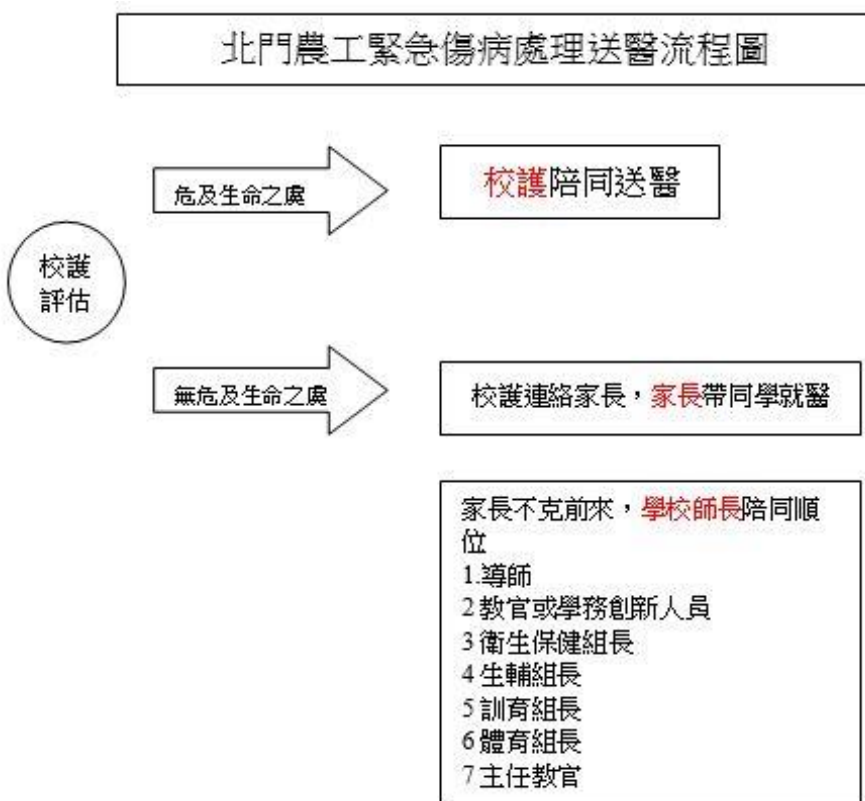 北門農工緊急傷病處理送醫流程圖
危及生命之處
校護陪同送醫
校護
評估
無危及生命之處
校護連絡家長，家長帶同學就醫
家長不克前來，學校師長陪同順
位
1.導師
2 教官或學務創新人員
3 衛生保健組長
4 生輔組長
5 訓育組長
6 體育組長
7 主任教官